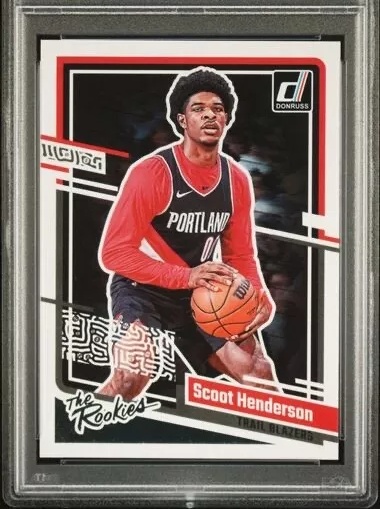 DONRUSS
PORTLAND
0
Wilson
Scoot Henderson
TRAIL BLAZERS
The
Rookies